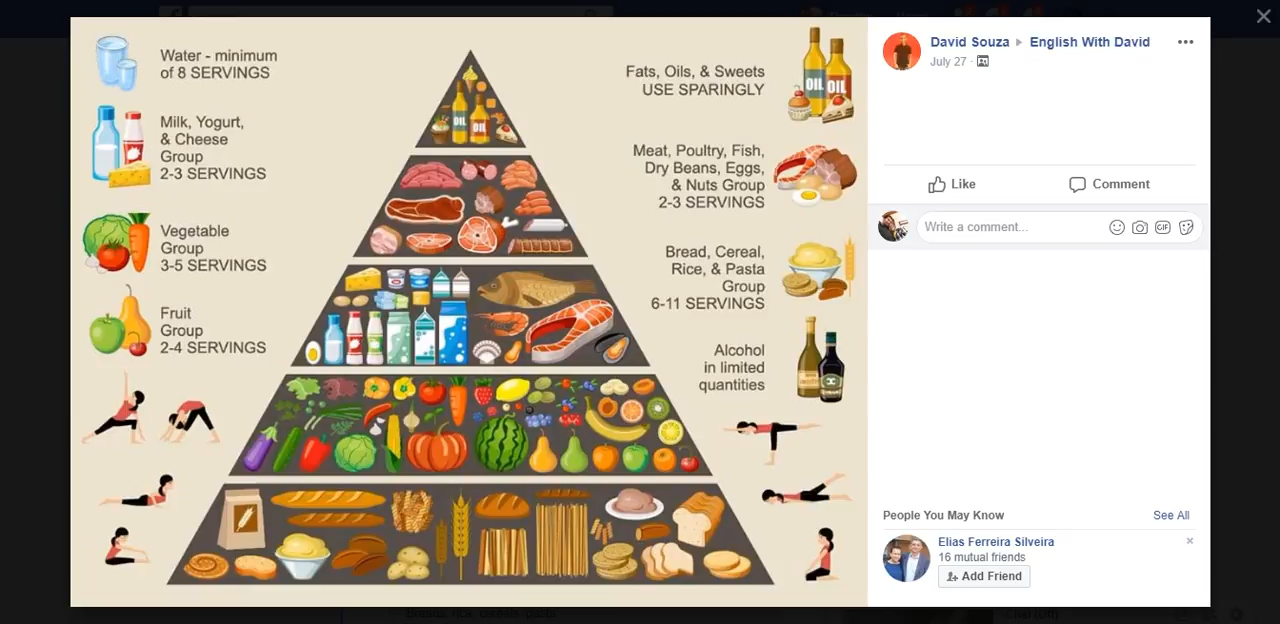 Water - minimum
of 8 SERVINGS
Milk, Yogurt,
& Cheese
Group
2-3 SERVINGS
Vegetable
Group
3-5 SERVINGS
Fruit
Group
2-4 SERVINGS
Fats, Oils, & Sweets
USE SPARINGLY
Meat, Poultry, Fish,
Dry Beans, Eggs,
& Nuts Group
2-3 SERVINGS
Bread, Cereal,
Rice, & Pasta
Group
6-11 SERVINGS
Alcohol
in limited
quantities
OIL
OIL
OIL
OIL
David Souza ▸ English With David
July 27 ·
Like
Comment
Write a comment...
GIF
People You May Know
See All
Elias Ferreira Silveira
16 mutual friends
Add Friend